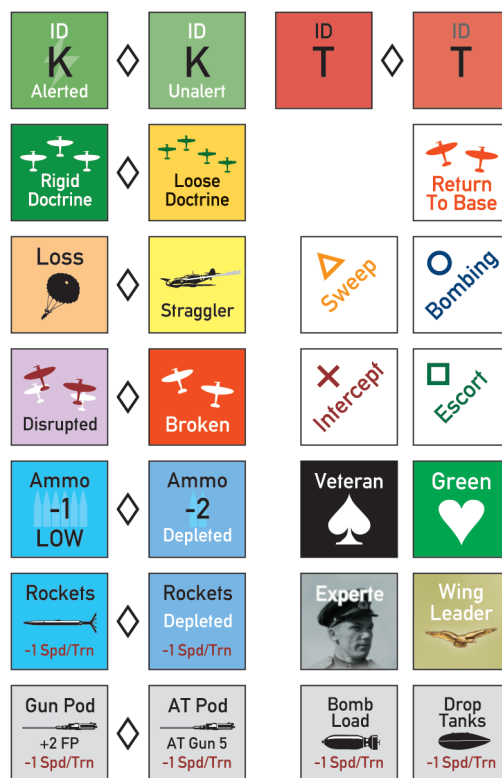 ID
K
Alerted
ID
K
Unalert
ID
T
ID
T
Rigid
Doctrine
Loose
Doctrine
Return
To Base
Loss
Straggler
Sweep
Bombing
Disrupted
Broken
Intercept
Escort
Ammo
-1
LOW
Ammo
-2
Depleted
Veteran
Green
Rockets
-1 Spd/Trn
Rockets
Depleted
-1 Spd/Trn
Experte
Wing
Leader
Gun Pod
+2 FP
-1 Spd/Trn
AT Pod
AT Gun 5
-1 Spd/Trn
Bomb
Load
-1 Spd/Trn
Drop
Tanks
-1 Spd/Trn